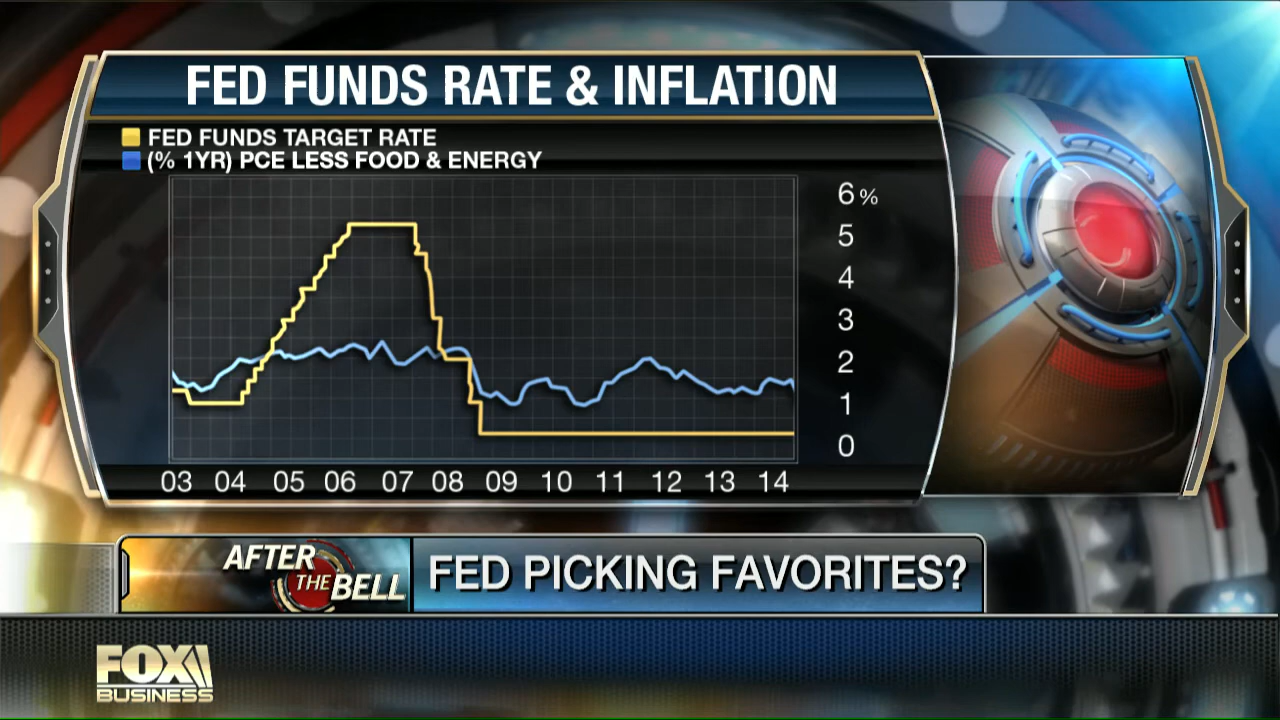 FED FUNDS RATE & INFLATION
FED FUNDS TARGET RATE
(% 1YR) PCE LESS FOOD & ENERGY
6%
5
4
3
2
1
0
03 04 05 06 07 08 09 10 11 12 13 14
AFTER THE BELL
FED PICKING FAVORITES?
FOX
BUSINESS